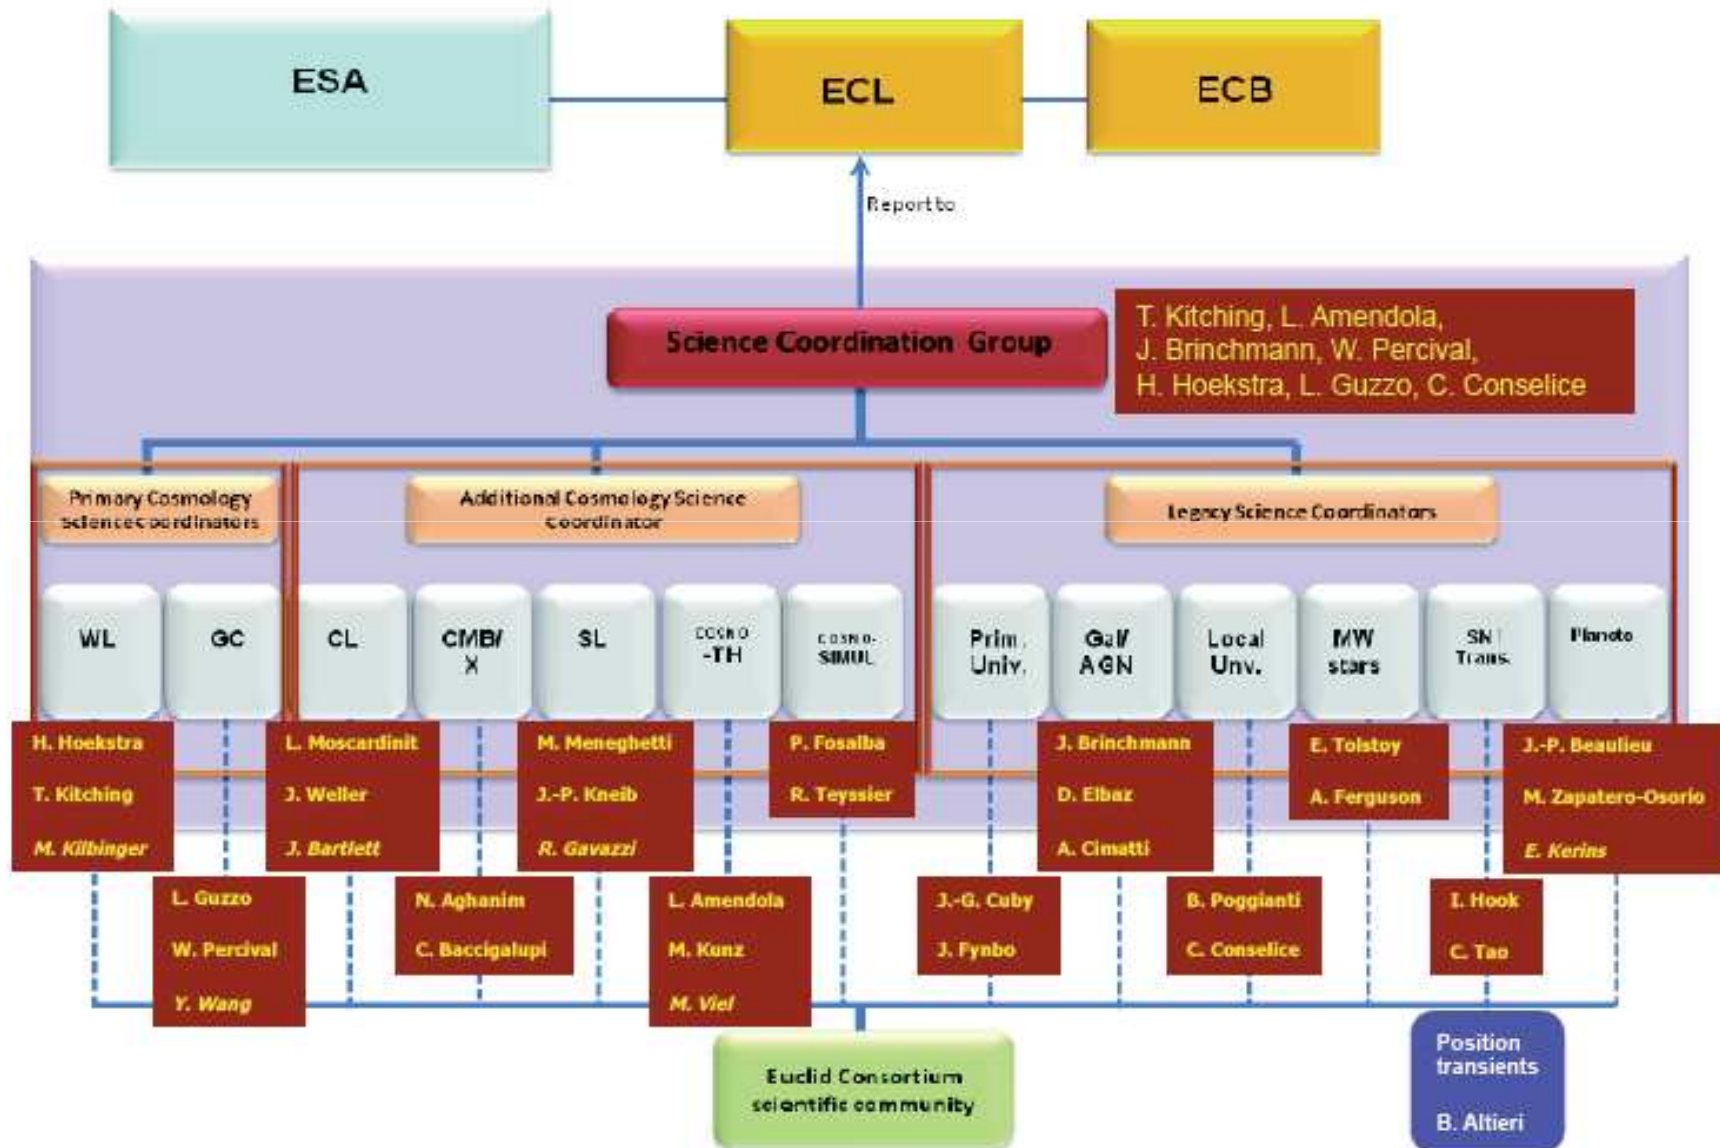 ESA
ECL
ECB
Report to
Science Coordination Group
T. Kitching, L. Amendola,
J. Brinchmann, W. Percival,
H. Hoekstra, L. Guzzo, C. Conselice
Primary Cosmology
Science Coordinators
Additional Cosmology Science
Coordinator
Legacy Science Coordinators
WL
GC
CL
CMB/
X
SL
COSMO
-TH
COSMO-
SIMUL
Prim.
Univ.
Gal/
AGN
Local
Unv.
MW
stars
Trans.
H. Hoekstra
T. Kitching
M. Kilbinger
L. Guzzo
W. Percival
Y. Wang
L. Moscardinit
J. Weller
J. Bartlett
N. Aghanim
C. Baccigalupi
M. Meneghetti
J.-P. Kneib
R. Gavazzi
L. Amendola
M. Kunz
M. Viel
P. Fosalba
R. Teyssier
J.-G. Cuby
J. Fynbo
J. Brinchmann
D. Elbaz
A. Cimatti
B. Poggianti
C. Conselice
E. Tolstoy
A. Ferguson
I. Hook
C. Tao
J.-P. Beaulieu
M. Zapatero-Osorio
E. Kerins
Euclid Consortium
scientific community
Position
transients
B. Altieri